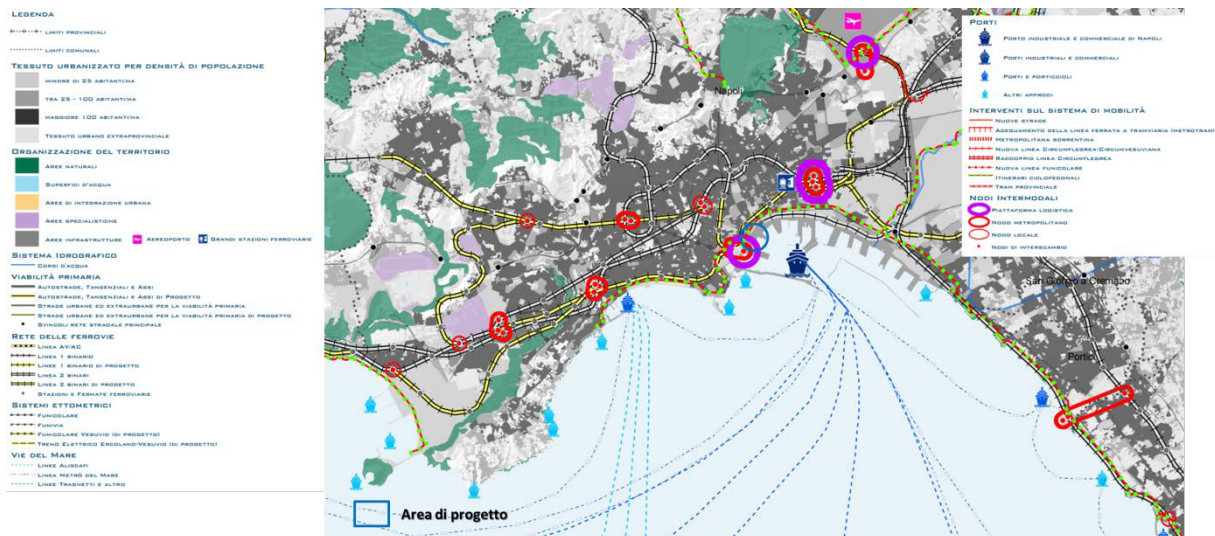 Legenda
Limiti provinciali
Limiti comunali
Tessuto urbanizzato per densità di popolazione
minore di 25 abitanti/ha
tra 25 - 100 abitanti/ha
maggiore 100 abitanti/ha
Tessuto urbano extraprovinciale
Organizzazione del territorio
Aree naturali
Superfici d'acqua
Aree di integrazione urbana
Aree specialistiche
Aree infrastrutture Aereoporto Grandi stazioni ferroviarie
Sistema Idrografico
Corsi d'acqua
Viabilità primaria
Autostrade, Tangenziali e Assi
Autostrade, Tangenziali e Assi di Progetto
Strade urbane ed extraurbane per la viabilità primaria
Strade urbane ed extraurbane per la viabilità primaria di progetto
Svincoli rete stradale principale
Rete delle ferrovie
Linea AV/AC
Linea 1 binario
Linee 1 binario di progetto
Linea 2 binari
Linea 2 binari di progetto
Stazioni e Fermate ferroviarie
Sistemi ettometrici
Funicolare
Funivia
Funicolare Vesuvio (di progetto)
Treno Elettrico Ercolano-Vesuvio (di progetto)
Vie del Mare
Linee Aliscafi
Linea Metrò del Mare
Linee Traghetti e altro
Napoli
San Giorgio a Cremano
Portici
Area di progetto
Porti
Porto industriale e commerciale di Napoli
Porti industriali e commerciali
Porti e porticcioli
Altri approdi
Interventi sul sistema di mobilità
Nuove strade
Adeguamento della linea ferrata a tramviaria (metrotram)
Metropolitana sorrentina
Nuova linea Circumflegrea-Circumvesuviana
Raddoppio linea Circumflegrea
Nuova linea funicolare
Itinerari ciclopedonali
Tram provinciale
Nodi Intermodali
Piattaforma logistica
Nodo metropolitano
Nodo locale
Nodi di interscambio